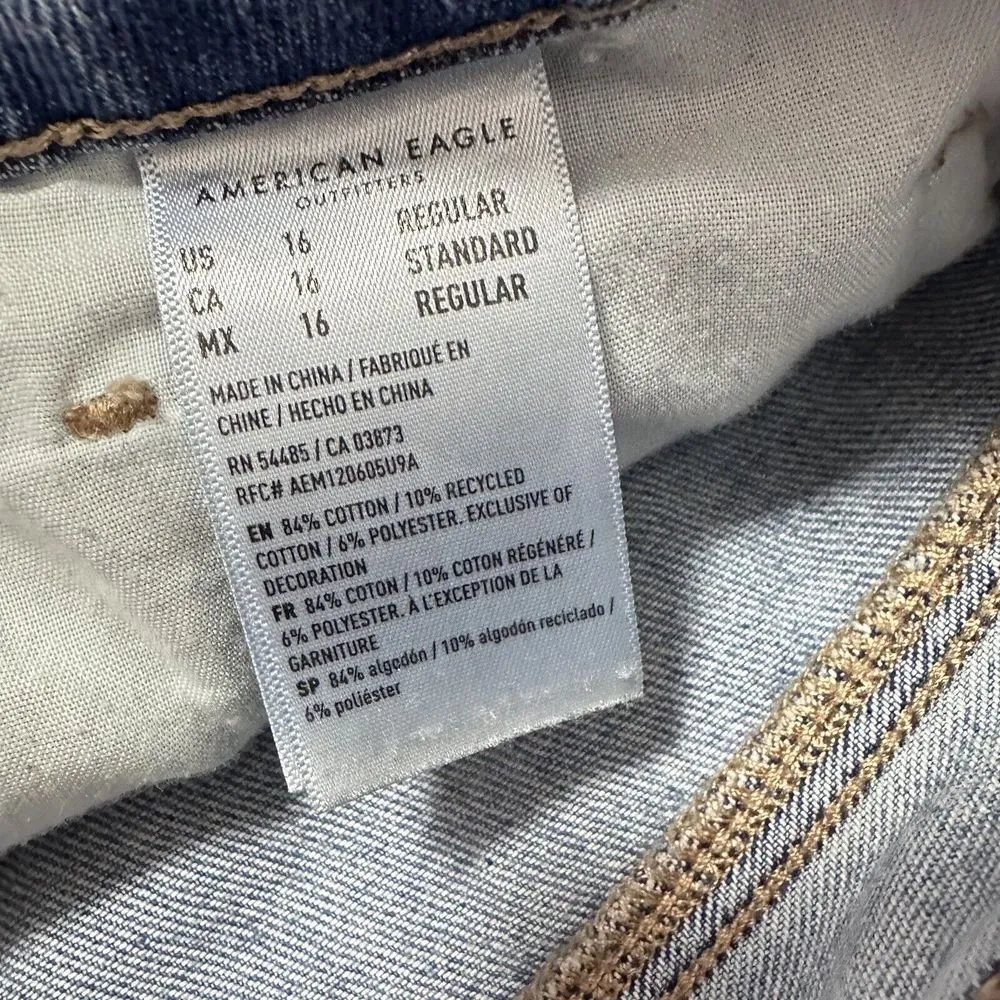 AMERICAN EAGLE
OUTFITTERS
US 16 REGULAR
CA 16 STANDARD
MX 16 REGULAR
MADE IN CHINA / FABRIQUÉ EN
CHINE / HECHO EN CHINA
RN 54485 / CA 03873
RFC# AEM120605U9A
EN 84% COTTON / 10% RECYCLED
COTTON / 6% POLYESTER. EXCLUSIVE OF
DECORATION
FR 84% COTON / 10% COTON RÉGÉNÉRÉ /
6% POLYESTER. À L'EXCEPTION DE LA
GARNITURE
SP 84% algodón / 10% algodón reciclado /
6% poliéster